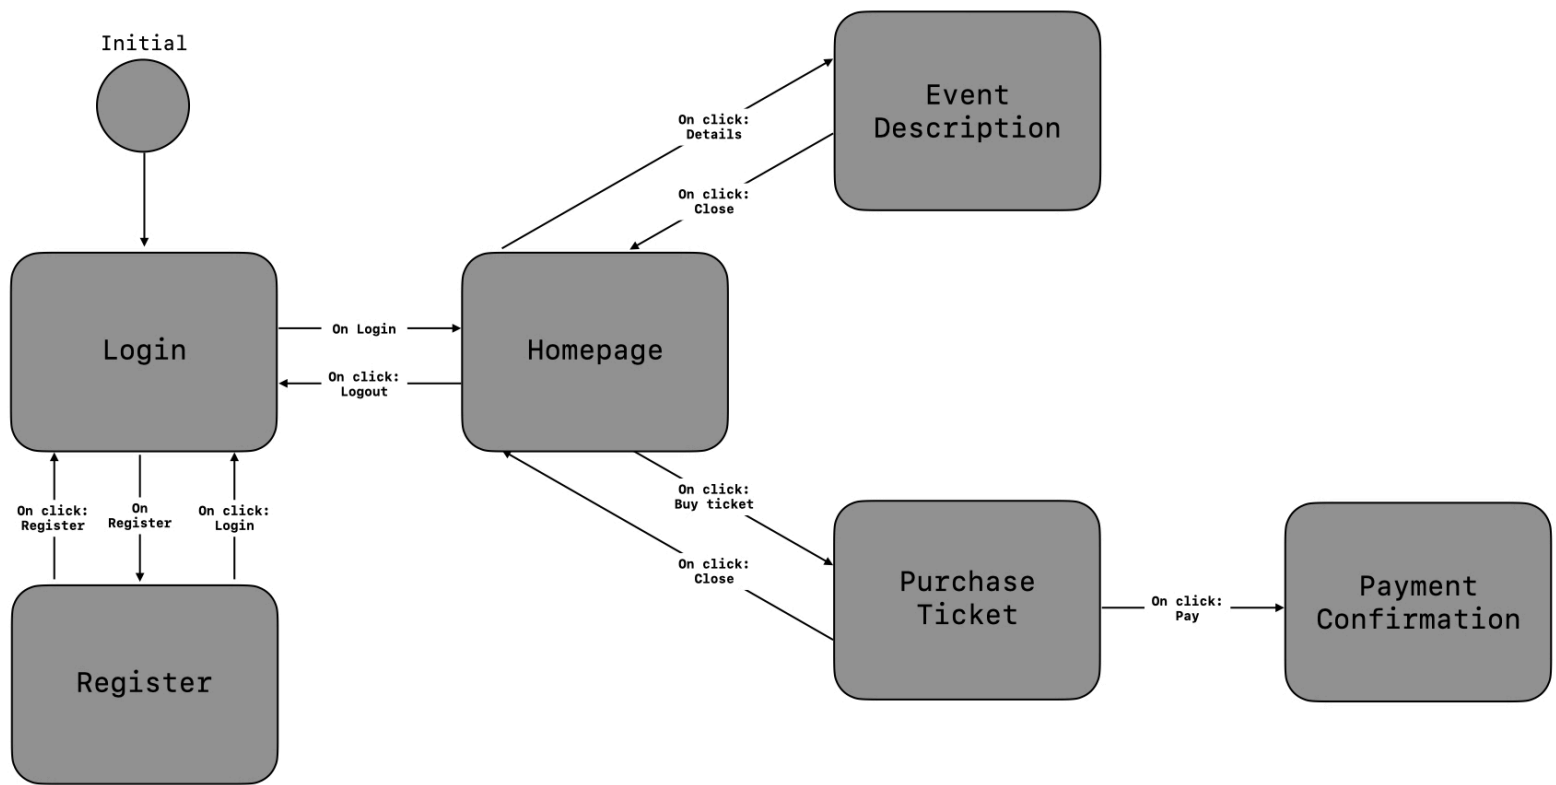 Initial
Event
Description
On click:
Details
On click:
Close
Login
On Login
On click:
Logout
Homepage
On click:
Register
On
Register
On click:
Login
On click:
Buy ticket
On click:
Close
Purchase
Ticket
On click:
Pay
Payment
Confirmation
Register